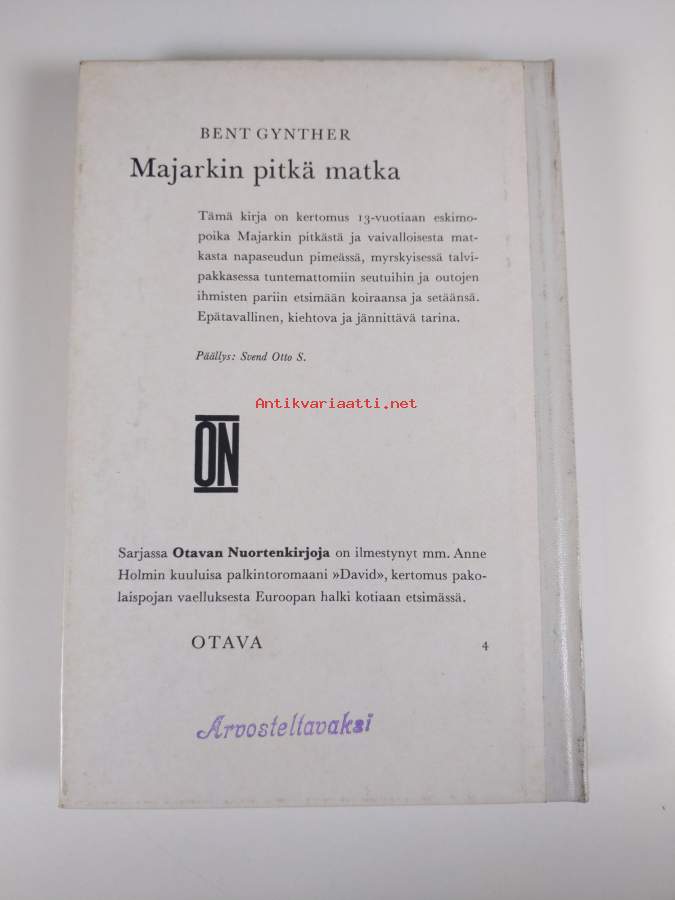 BENT GYNTHER
Majarkin pitkä matka
Tämä kirja on kertomus 13-vuotiaan eskimo-
poika Majarkin pitkästä ja vaivalloisesta mat-
kasta napaseudun pimeässä, myrskyisessä talvi-
pakkasessa tuntemattomiin seutuihin ja outojen
ihmisten pariin etsimään koiraansa ja setäänsä.
Epätavallinen, kiehtova ja jännittävä tarina.
Päällys: Svend Otto S.
Antikvariaatti.net
ON
Sarjassa Otavan Nuortenkirjoja on ilmestynyt mm. Anne
Holmin kuuluisa palkintoromaani »David», kertomus pako-
laispojan vaelluksesta Euroopan halki kotiaan etsimässä.
OTAVA 4
Arvosteltavaksi